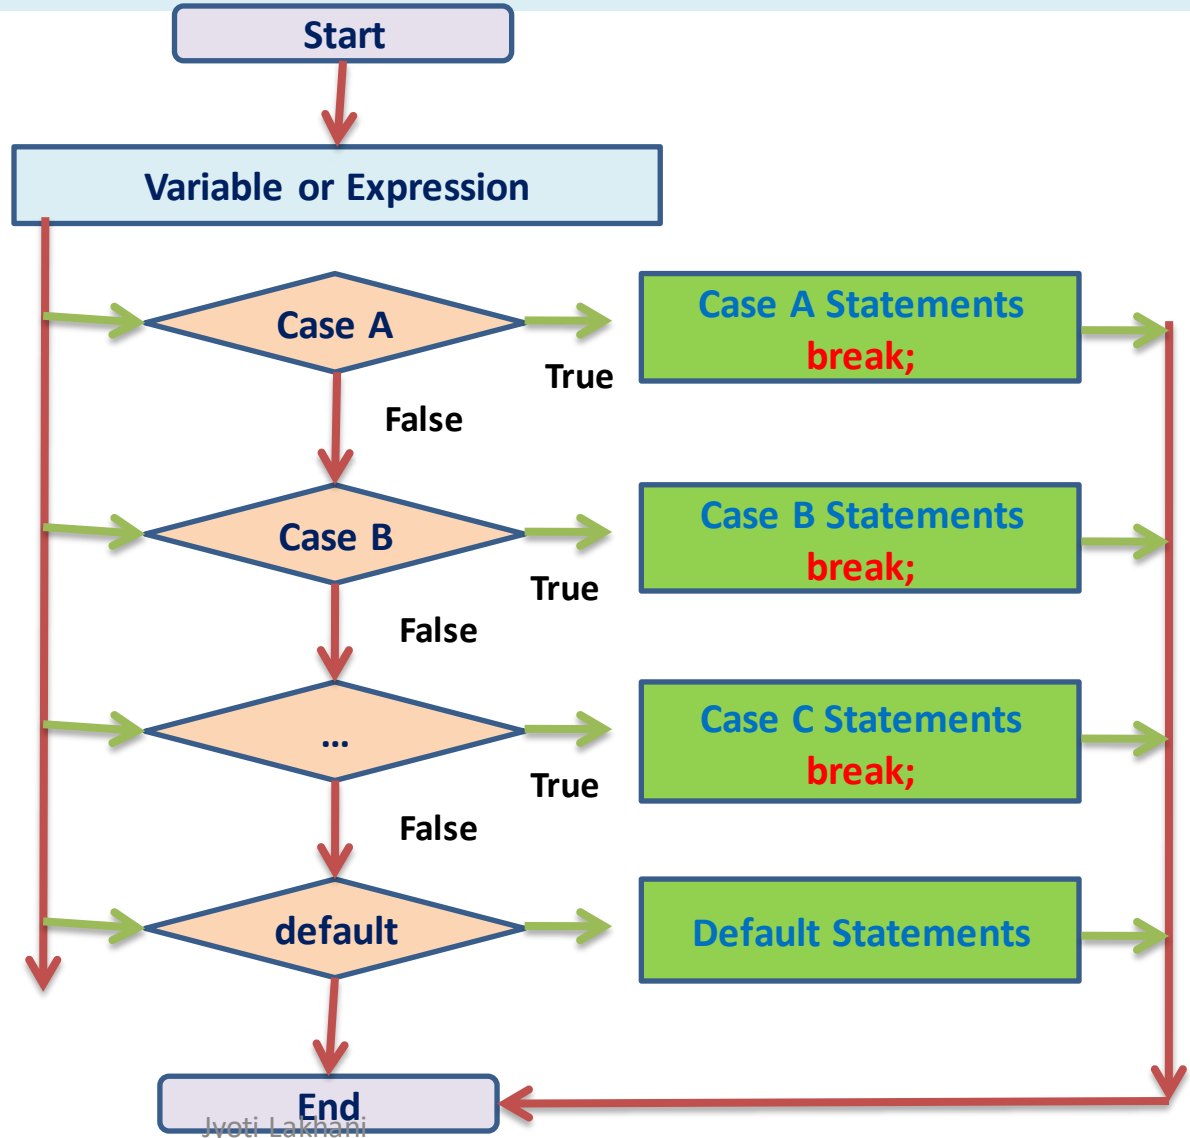 Start
Variable or Expression
Case A
True
False
Case A Statements
break;
Case B
True
False
Case B Statements
break;
...
True
False
Case C Statements
break;
default
Default Statements
End
Jyoti Lakhani